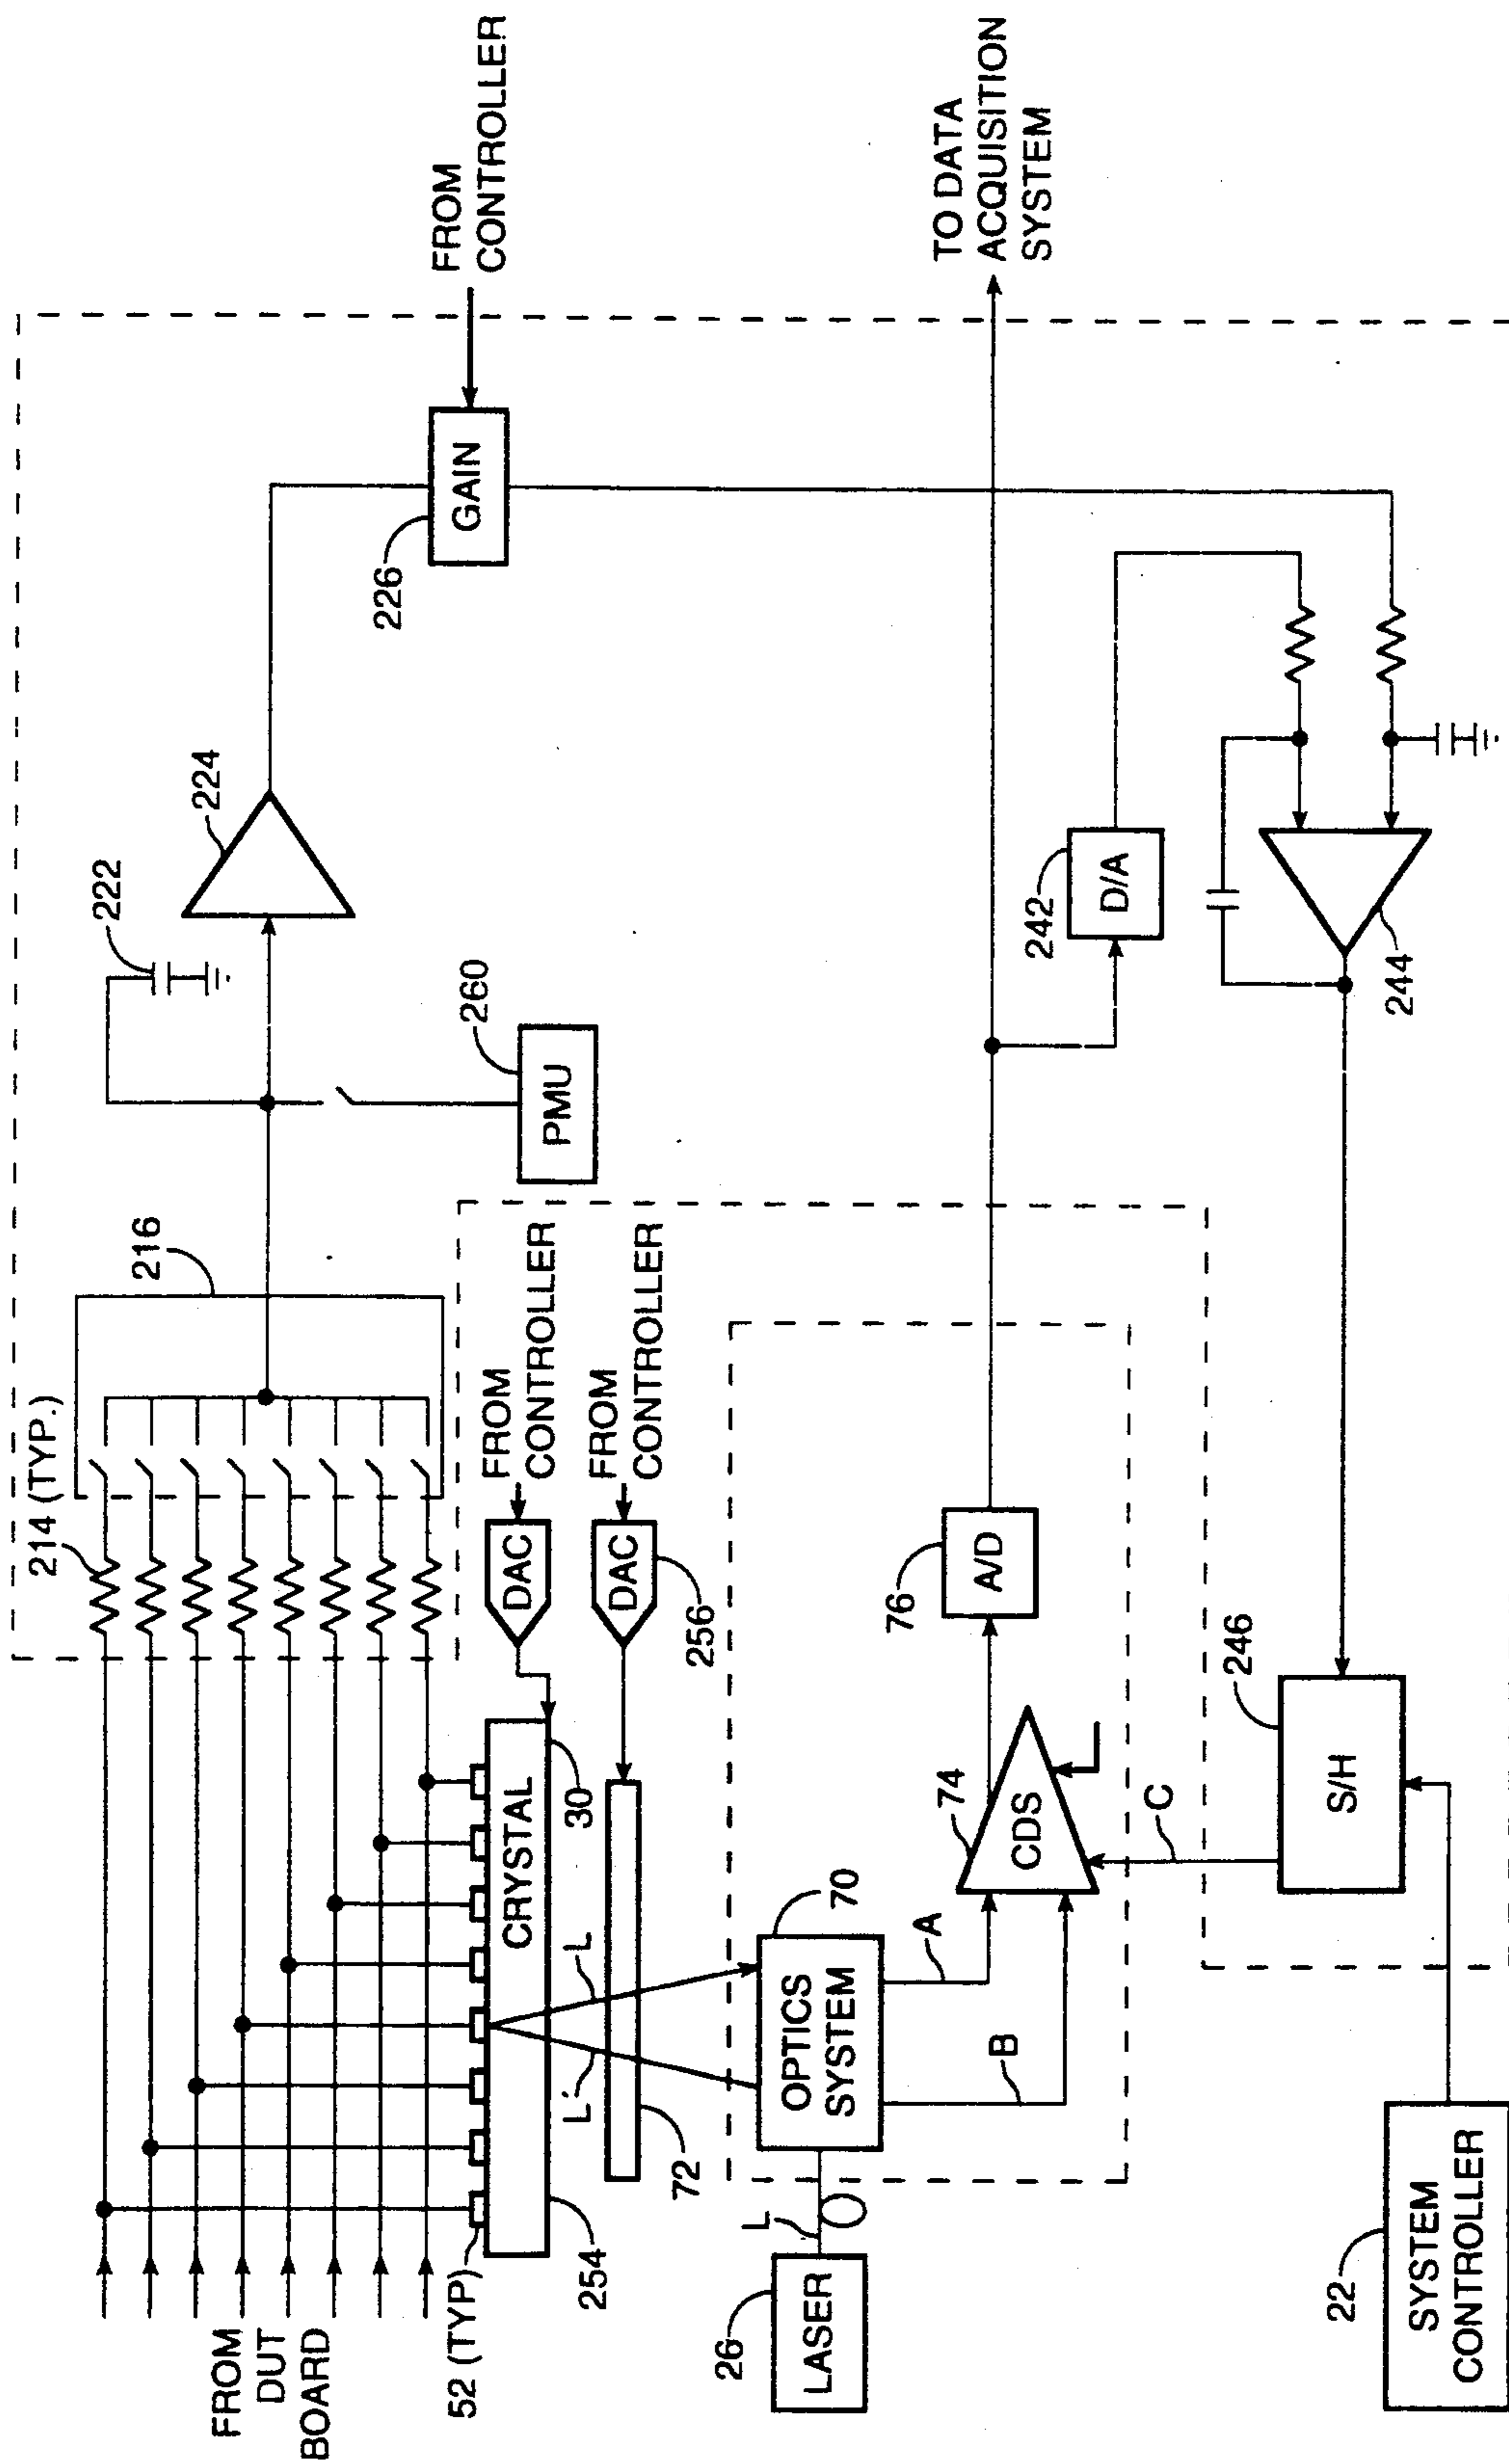 FROM
DUT
BOARD
214 (TYP.)
216
222
224
260
PMU
226
GAIN
FROM
CONTROLLER
52 (TYP)
254
CRYSTAL
30
DAC
FROM
CONTROLLER
DAC
256
FROM
CONTROLLER
72
L'
L
26
LASER
L
OPTICS
SYSTEM
70
A
B
74
CDS
C
76
A/D
TO DATA
ACQUISITION
SYSTEM
242
D/A
244
246
S/H
22
SYSTEM
CONTROLLER